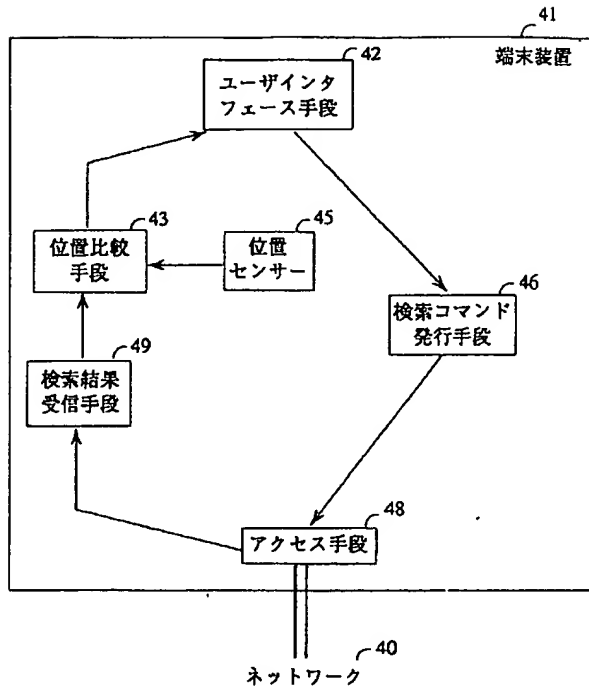 41
端末装置
42
ユーザインタ
フェース手段
43
位置比較
手段
45
位置
センサー
46
検索コマンド
発行手段
49
検索結果
受信手段
48
アクセス手段
40
ネットワーク